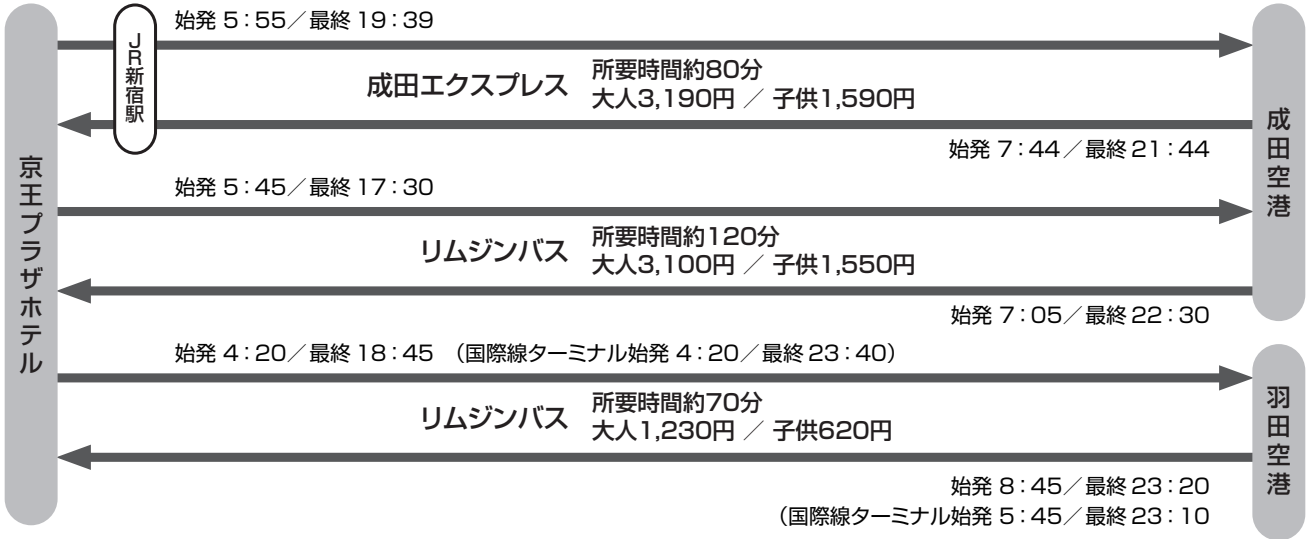 京王プラザホテル
JR新宿駅
始発 5:55／最終 19:39
成田エクスプレス
所要時間約80分
大人3,190円 ／ 子供1,590円
始発 7:44／最終 21:44
成田空港
始発 5:45／最終 17:30
リムジンバス
所要時間約120分
大人3,100円 ／ 子供1,550円
始発 7:05／最終 22:30
始発 4:20／最終 18:45 （国際線ターミナル始発 4:20／最終 23:40）
リムジンバス
所要時間約70分
大人1,230円 ／ 子供620円
羽田空港
始発 8:45／最終 23:20
（国際線ターミナル始発 5:45／最終 23:10